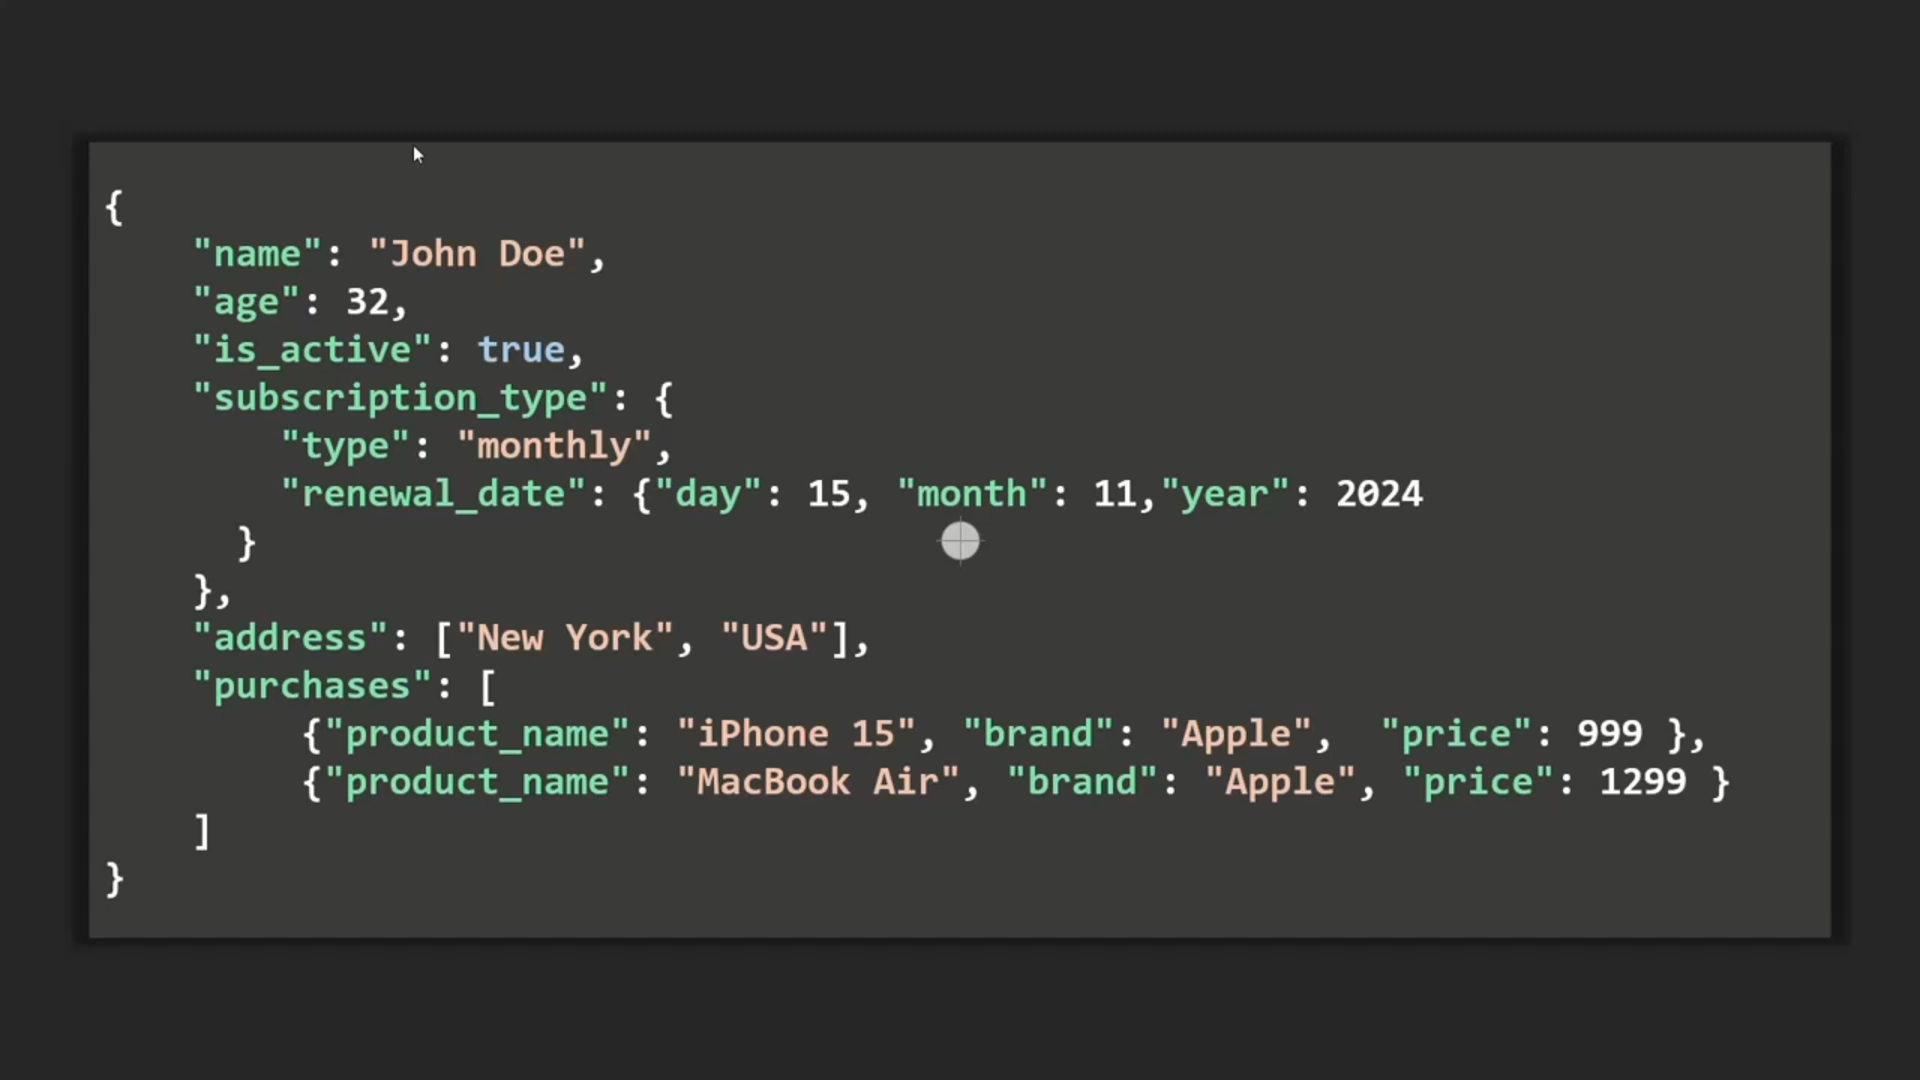 {
"name": "John Doe",
"age": 32,
"is_active": true,
"subscription_type": {
"type": "monthly",
"renewal_date": {"day": 15, "month": 11,"year": 2024
}
},
"address": ["New York", "USA"],
"purchases": [
{"product_name": "iPhone 15", "brand": "Apple",  "price": 999 },
{"product_name": "MacBook Air", "brand": "Apple", "price": 1299 }
]
}